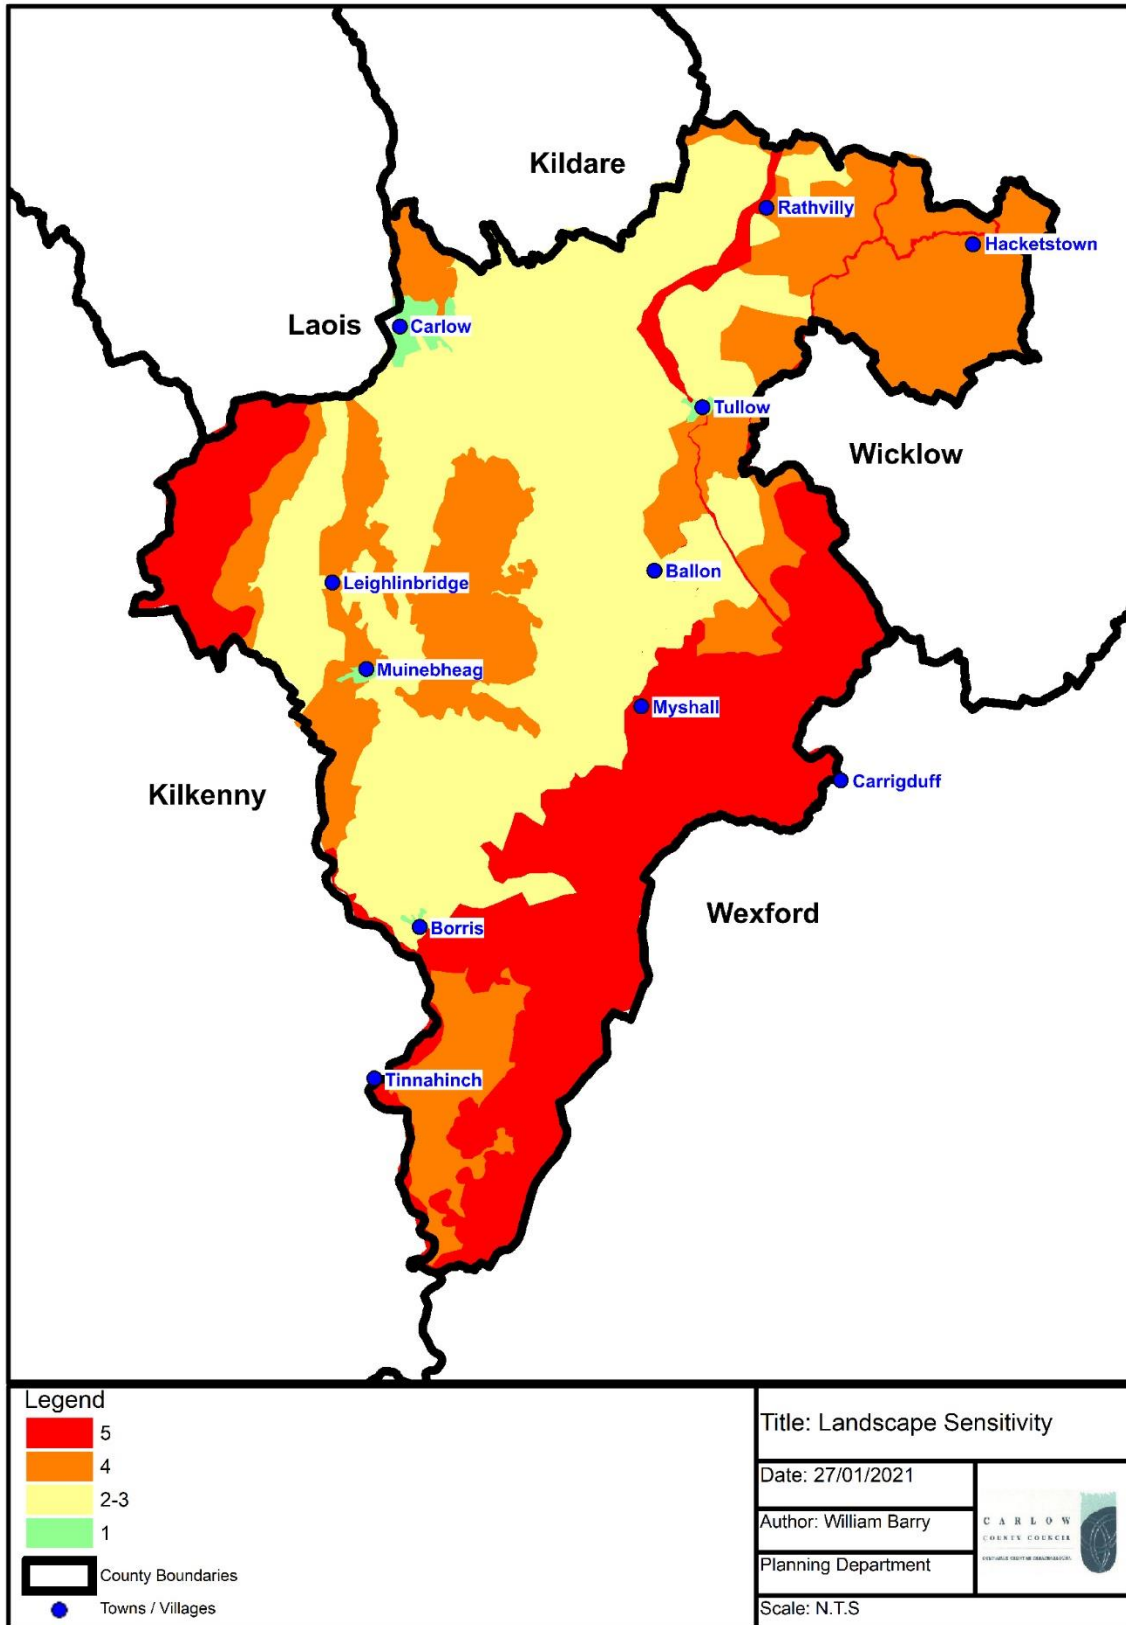 Kildare
Rathvilly
Hacketstown
Laois
Carlow
Tullow
Wicklow
Leighlinbridge
Ballon
Muinebheag
Myshall
Kilkenny
Carrigduff
Wexford
Borris
Tinnahinch
Legend
5
4
2-3
1
County Boundaries
Towns / Villages
Title: Landscape Sensitivity
Date: 27/01/2021
Author: William Barry
Planning Department
Scale: N.T.S
CARLOW
COUNTY COUNCIL